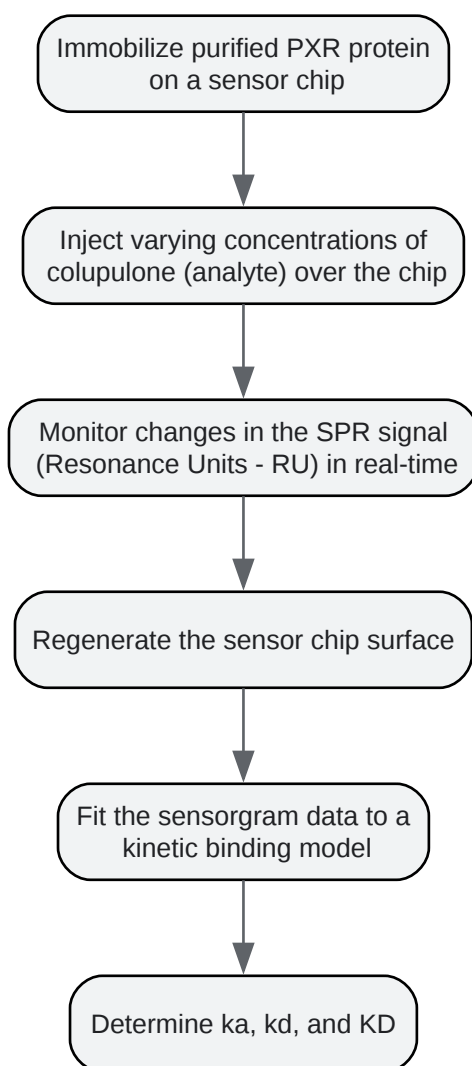 Immobilize purified PXR protein
on a sensor chip
Inject varying concentrations of
colupulone (analyte) over the chip
Monitor changes in the SPR signal
(Resonance Units - RU) in real-time
Regenerate the sensor chip surface
Fit the sensorgram data to a
kinetic binding model
Determine ka, kd, and KD